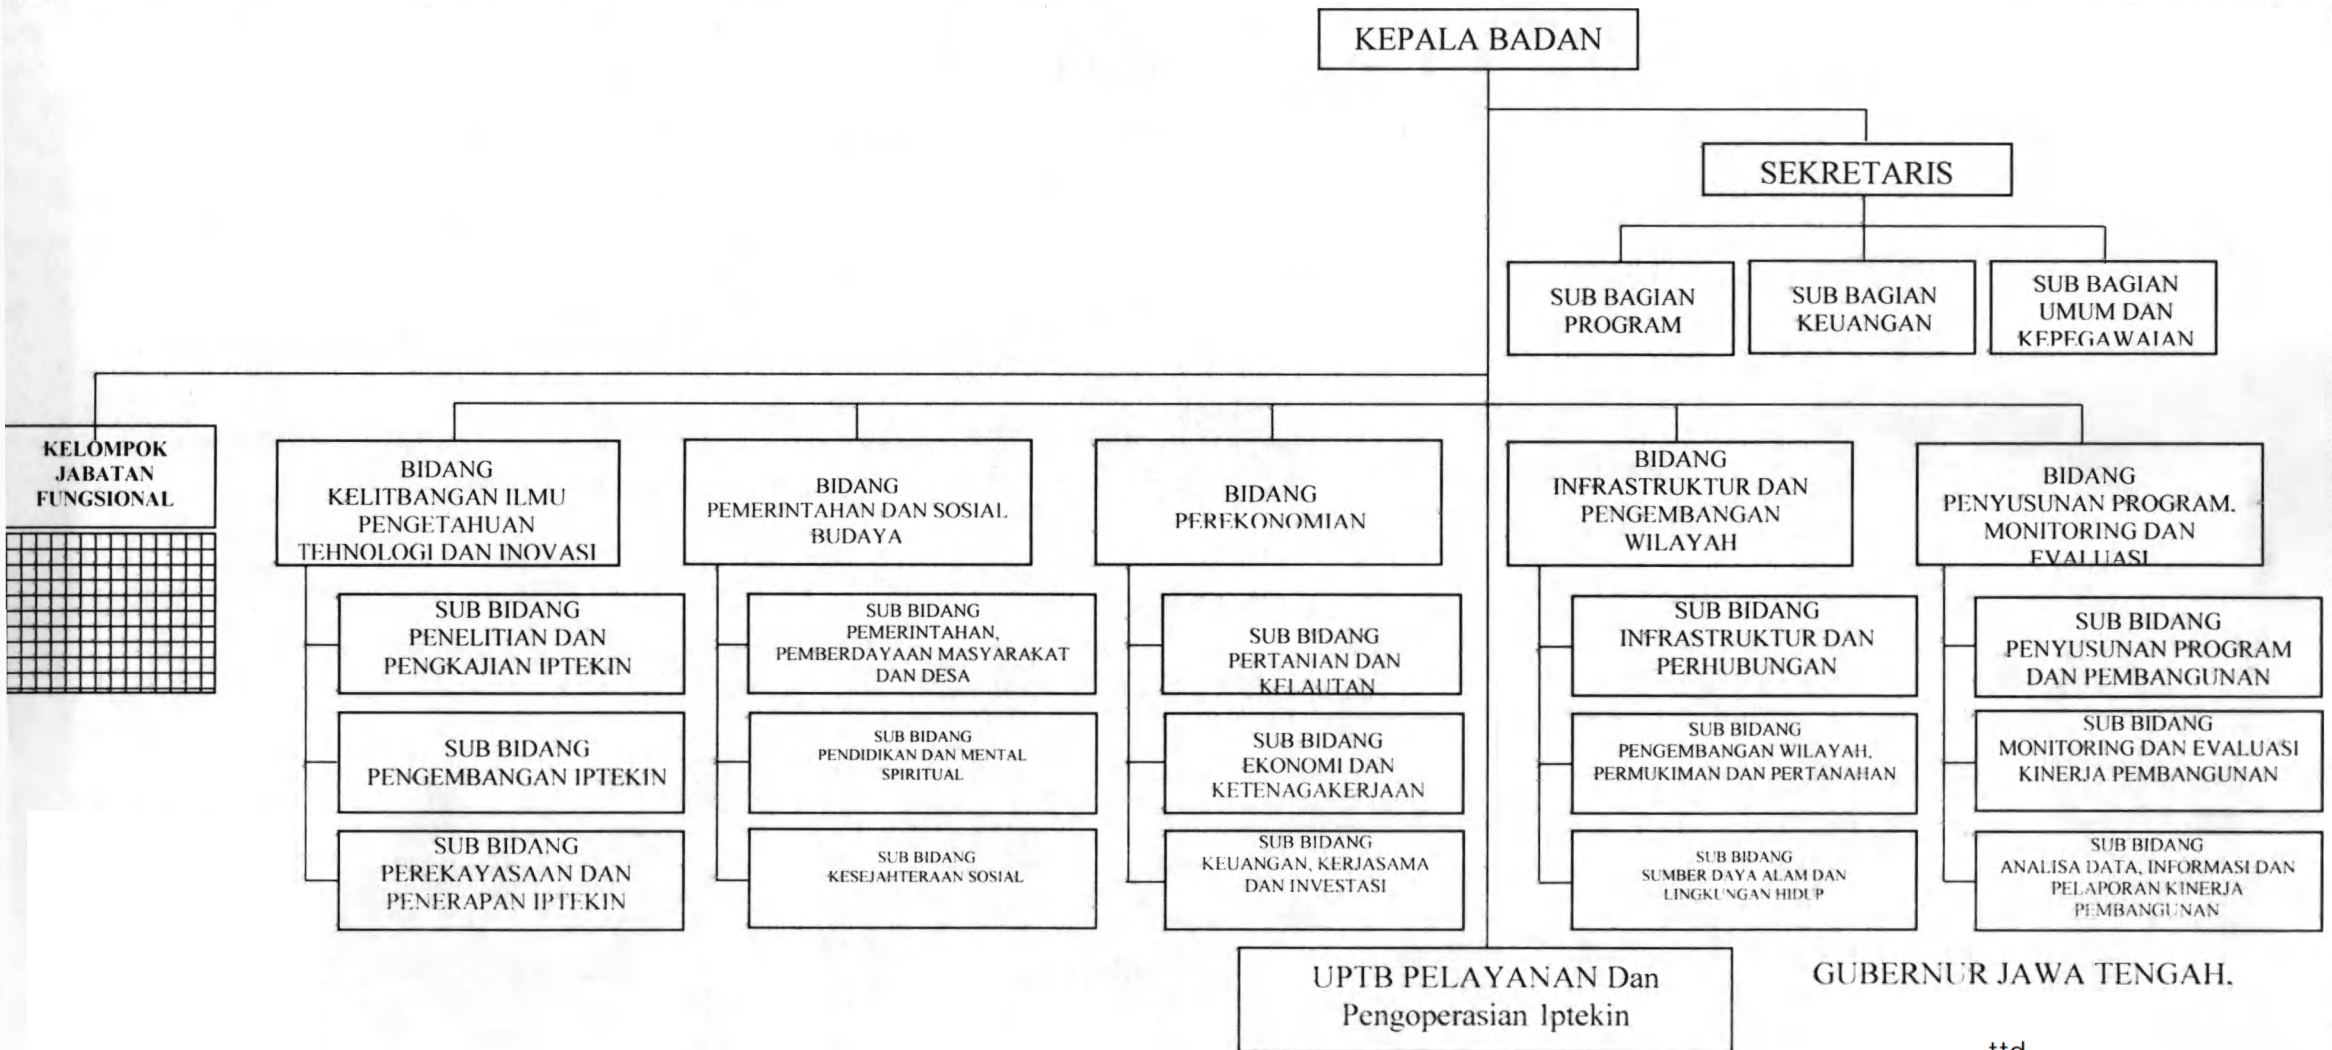 KEPALA BADAN
SEKRETARIS
SUB BAGIAN
PROGRAM
SUB BAGIAN
KEUANGAN
SUB BAGIAN
UMUM DAN
KEPEGAWAIAN
KELOMPOK
JABATAN
FUNGSIONAL
BIDANG
KELITBANGAN ILMU
PENGETAHUAN
TEHNOLOGI DAN INOVASI
SUB BIDANG
PENELITIAN DAN
PENGKAJIAN IPTEKIN
SUB BIDANG
PENGEMBANGAN IPTEKIN
SUB BIDANG
PEREKAYASAAN DAN
PENERAPAN IPTEKIN
BIDANG
PEMERINTAHAN DAN SOSIAL
BUDAYA
SUB BIDANG
PEMERINTAHAN,
PEMBERDAYAAN MASYARAKAT
DAN DESA
SUB BIDANG
PENDIDIKAN DAN MENTAL
SPIRITUAL
SUB BIDANG
KESEJAHTERAAN SOSIAL
BIDANG
PEREKONOMIAN
SUB BIDANG
PERTANIAN DAN
KELAUTAN
SUB BIDANG
EKONOMI DAN
KETENAGAKERJAAN
SUB BIDANG
KEUANGAN, KERJASAMA
DAN INVESTASI
BIDANG
INFRASTRUKTUR DAN
PENGEMBANGAN
WILAYAH
SUB BIDANG
INFRASTRUKTUR DAN
PERHUBUNGAN
SUB BIDANG
PENGEMBANGAN WILAYAH,
PERMUKIMAN DAN PERTANAHAN
SUB BIDANG
SUMBER DAYA ALAM DAN
LINGKUNGAN HIDUP
BIDANG
PENYUSUNAN PROGRAM,
MONITORING DAN
EVALUASI
SUB BIDANG
PENYUSUNAN PROGRAM
DAN PEMBANGUNAN
SUB BIDANG
MONITORING DAN EVALUASI
KINERJA PEMBANGUNAN
SUB BIDANG
ANALISA DATA, INFORMASI DAN
PELAPORAN KINERJA
PEMBANGUNAN
UPTB PELAYANAN Dan
Pengoperasian Iptekin
GUBERNUR JAWA TENGAH,
ttd